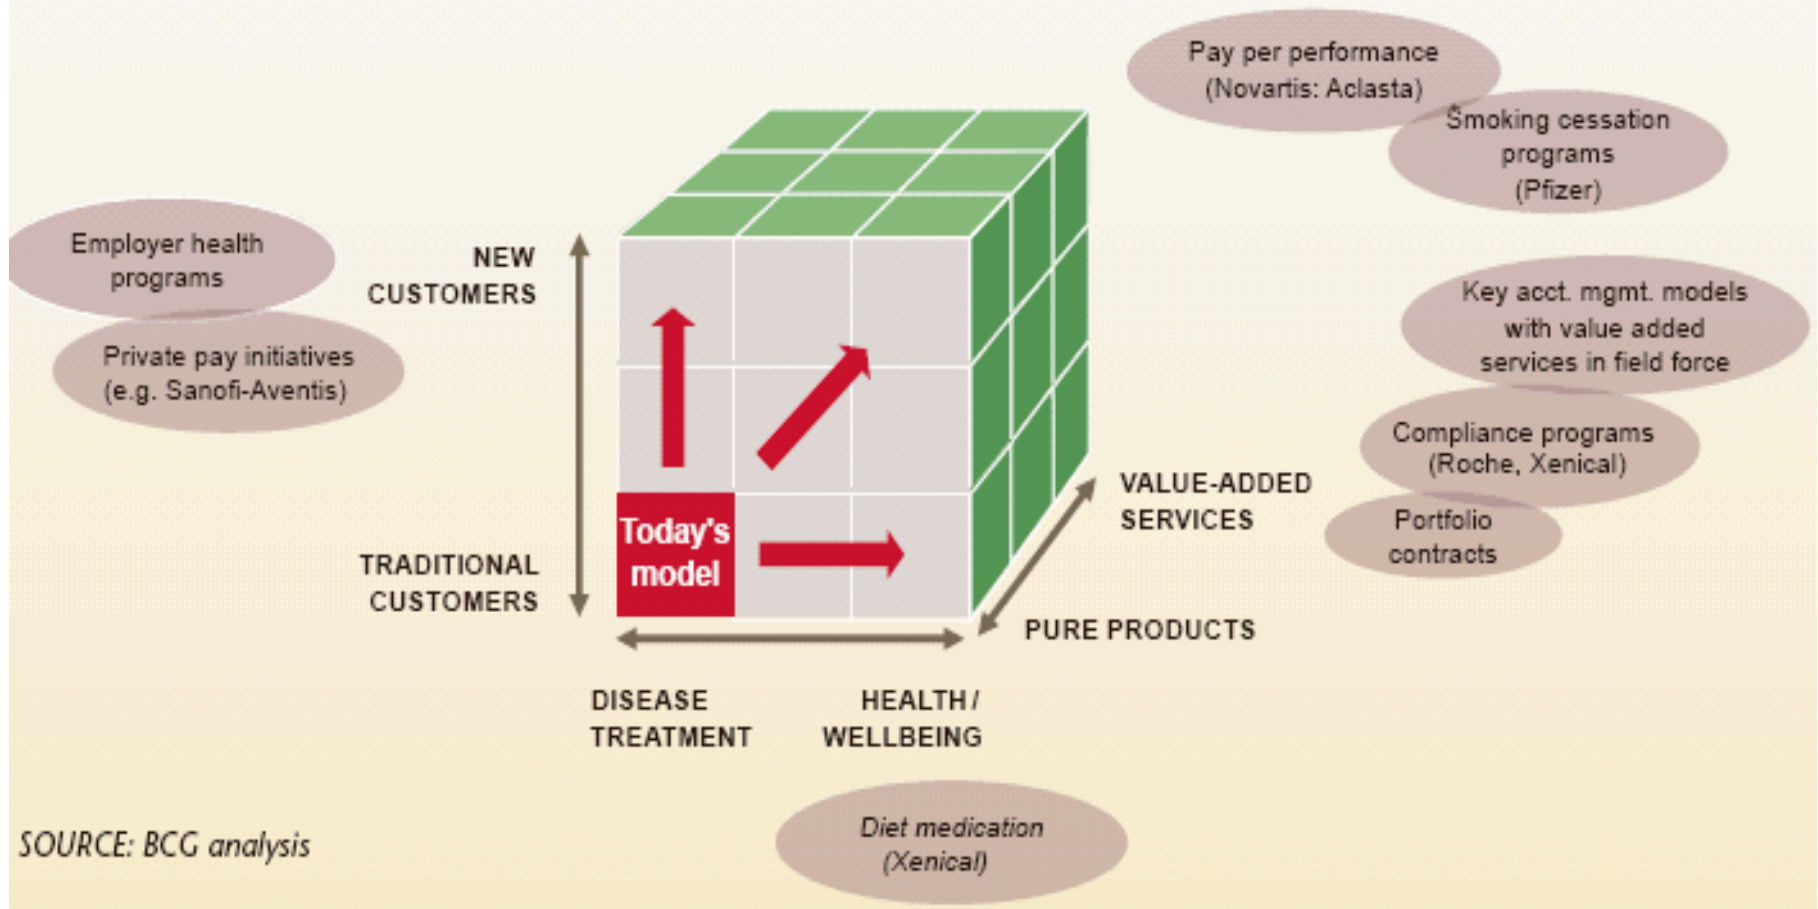 Pay per performance
(Novartis: Aclasta)
Smoking cessation
programs
(Pfizer)
Employer health
programs
Private pay initiatives
(e.g. Sanofi-Aventis)
NEW
CUSTOMERS
TRADITIONAL
CUSTOMERS
Today's
model
Key acct. mgmt. models
with value added
services in field force
Compliance programs
(Roche, Xenical)
Portfolio
contracts
VALUE-ADDED
SERVICES
PURE PRODUCTS
DISEASE
TREATMENT
HEALTH /
WELLBEING
Diet medication
(Xenical)
SOURCE: BCG analysis